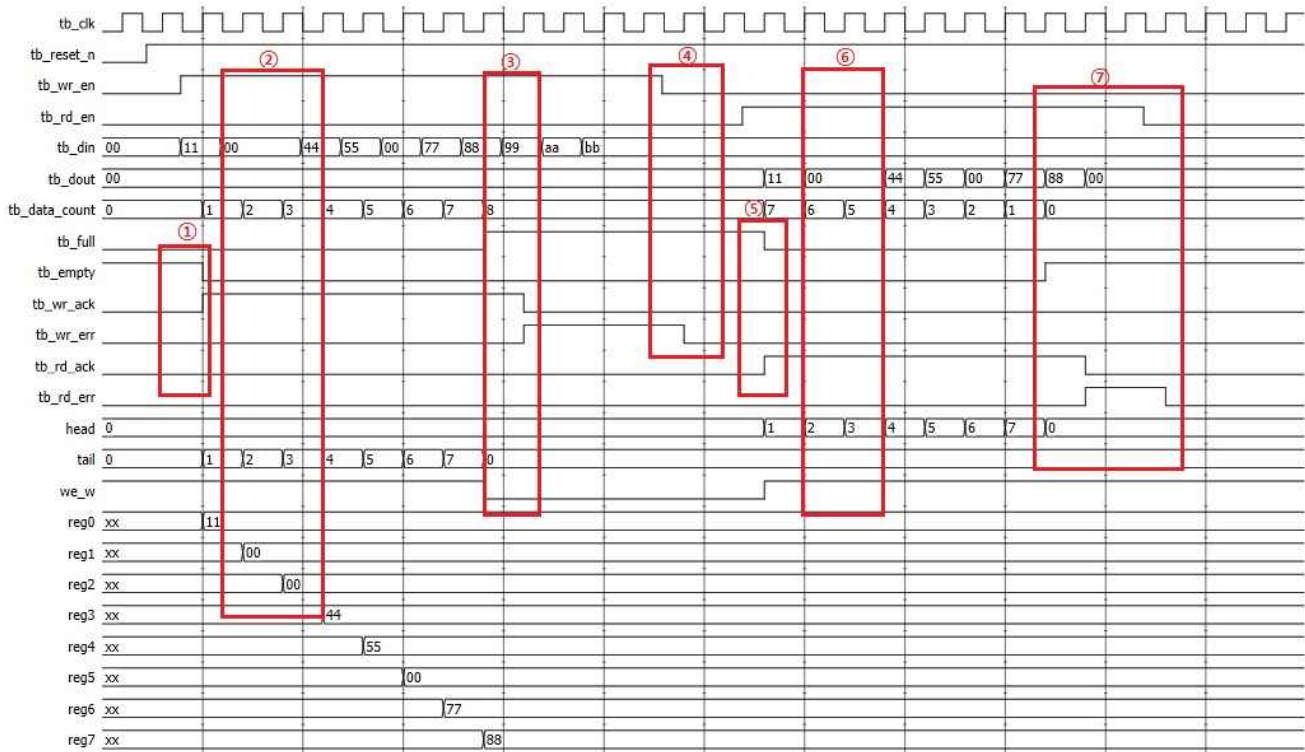 tb_clk
tb_reset_n
② ③ ④ ⑥
tb_wr_en
⑦
tb_rd_en
tb_din 00 11 00 44 55 00 77 88 99 aa bb
tb_dout 00 11 00 44 55 00 77 88 00
tb_data_count 0 1 2 3 4 5 6 7 8 ⑤ 7 6 5 4 3 2 1 0
①
tb_full
tb_empty
tb_wr_ack
tb_wr_err
tb_rd_ack
tb_rd_err
head 0 1 2 3 4 5 6 7 0
tail 0 1 2 3 4 5 6 7 0
we_w
reg0 xx 11
reg1 xx 00
reg2 xx 00
reg3 xx 44
reg4 xx 55
reg5 xx 00
reg6 xx 77
reg7 xx 88